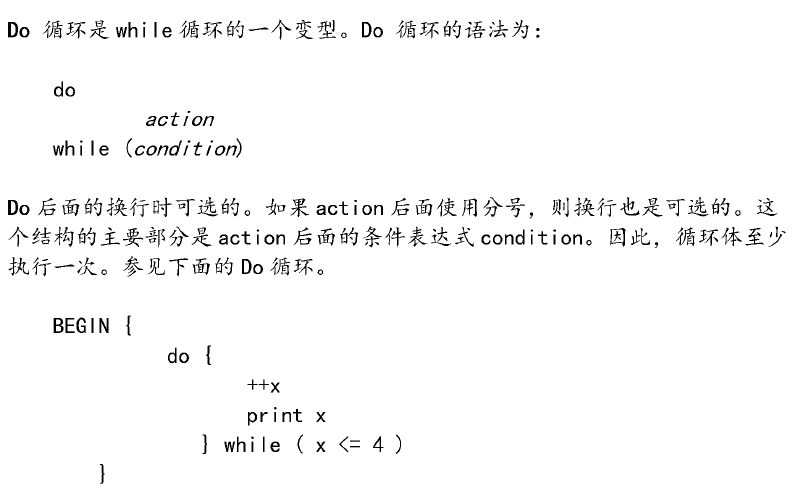 Do 循环是 while 循环的一个变型。Do 循环的语法为：
do
action
while (condition)
Do 后面的换行时可选的。如果 action 后面使用分号，则换行也是可选的。这
个结构的主要部分是 action 后面的条件表达式 condition。因此，循环体至少
执行一次。参见下面的 Do 循环。
BEGIN {
do {
++x
print x
} while ( x <= 4 )
}